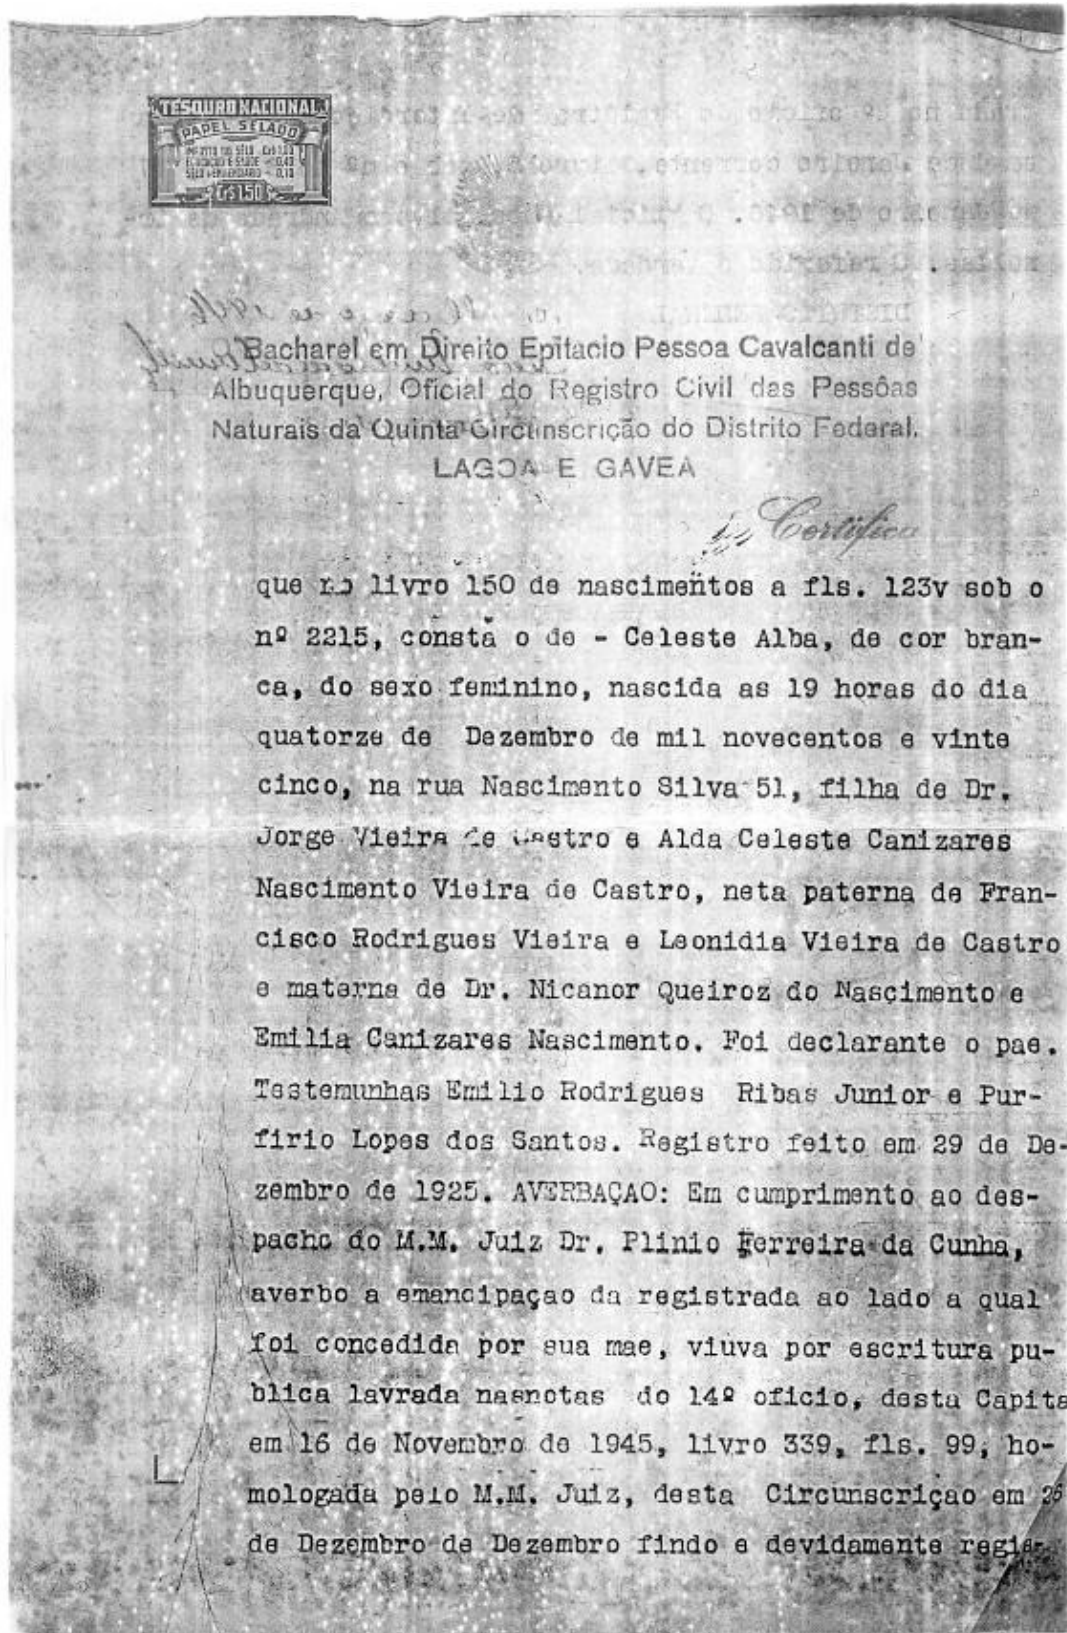 TESOURO NACIONAL
PAPEL SELADO
Cr$1,50
Bacharel em Direito Epitacio Pessoa Cavalcanti de
Albuquerque, Oficial do Registro Civil das Pessôas
Naturais da Quinta Circunscrição do Distrito Federal.
LAGOA E GAVEA
Certifica
que no livro 150 de nascimentos a fls. 123v sob o
nº 2215, consta o de - Celeste Alba, de cor bran-
ca, do sexo feminino, nascida as 19 horas do dia
quatorze de Dezembro de mil novecentos e vinte
cinco, na rua Nascimento Silva 51, filha de Dr.
Jorge Vieira de Castro e Alda Celeste Canizares
Nascimento Vieira de Castro, neta paterna de Fran-
cisco Rodrigues Vieira e Leonidia Vieira de Castro
e materna de Dr. Nicanor Queiroz do Nascimento e
Emilia Canizares Nascimento. Foi declarante o pae.
Testemunhas Emilio Rodrigues Ribas Junior e Pur-
firio Lopes dos Santos. Registro feito em 29 de De-
zembro de 1925. AVERBAÇAO: Em cumprimento ao des-
pacho do M.M. Juiz Dr. Plinio Ferreira da Cunha,
averbo a emancipaçao da registrada ao lado a qual
foi concedida por sua mae, viuva por escritura pu-
blica lavrada nasnotas do 14º oficio, desta Capita
em 16 de Novembro de 1945, livro 339, fls. 99, ho-
mologada pelo M.M. Juiz, desta Circunscriçao em 26
de Dezembro de Dezembro findo e devidamente regis-